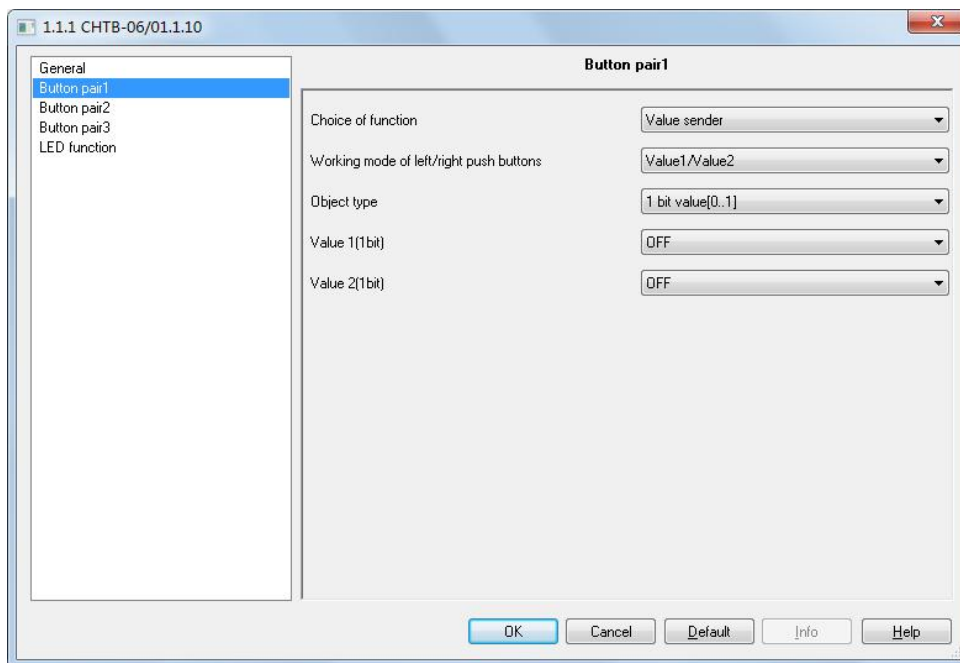 1.1.1 CHTB-06/01.1.10
General
Button pair1
Button pair2
Button pair3
LED function
Button pair1
Choice of function
Value sender
Working mode of left/right push buttons
Value1/Value2
Object type
1 bit value[0..1]
Value 1(1bit)
OFF
Value 2(1bit)
OFF
OK
Cancel
Default
Info
Help